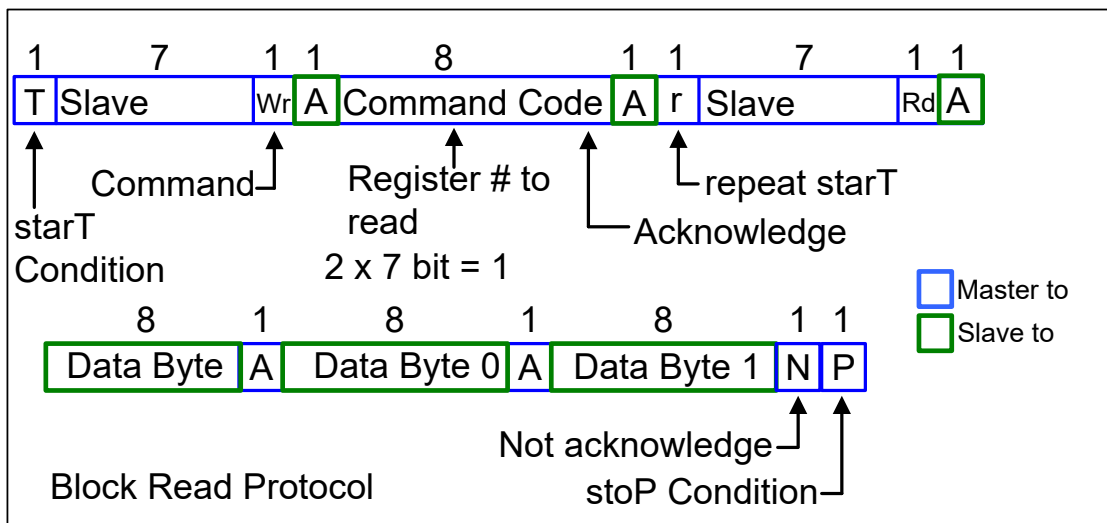 1 7 1 1 8 1 1 7 1 1
T Slave Wr A Command Code A r Slave Rd A
Command
Register # to
read
2 x 7 bit = 1
repeat starT
Acknowledge
starT
Condition
Master to
Slave to
8 1 8 1 8 1 1
Data Byte A Data Byte 0 A Data Byte 1 N P
Not acknowledge
stoP Condition
Block Read Protocol